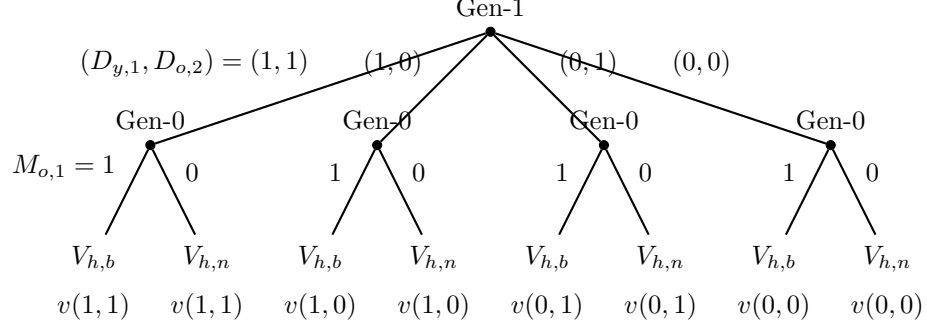 Gen-1
(D_{y,1}, D_{o,2}) = (1, 1) (1, 0) (0, 1) (0, 0)
Gen-0 Gen-0 Gen-0 Gen-0
M_{o,1} = 1 0 1 0 1 0 1 0
V_{h,b} V_{h,n} V_{h,b} V_{h,n} V_{h,b} V_{h,n} V_{h,b} V_{h,n}
v(1, 1) v(1, 1) v(1, 0) v(1, 0) v(0, 1) v(0, 1) v(0, 0) v(0, 0)